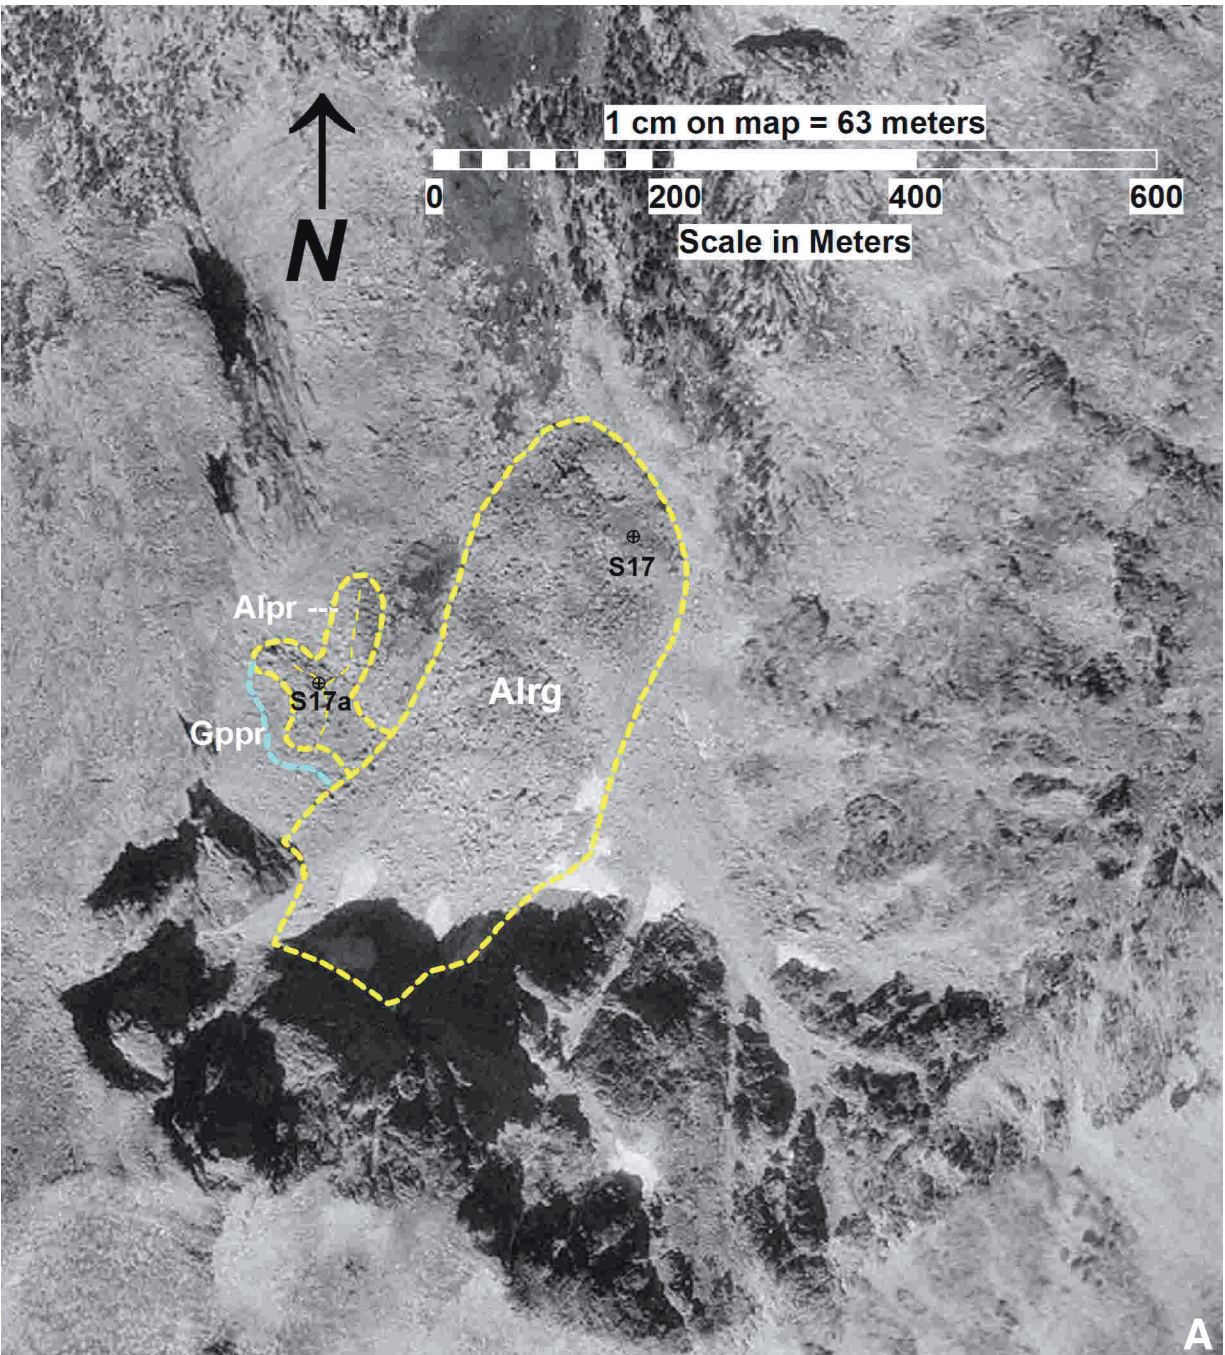 1 cm on map = 63 meters
0 200 400 600
Scale in Meters
N
S17
Alpr ---
Alrg
S17a
Gppr
A